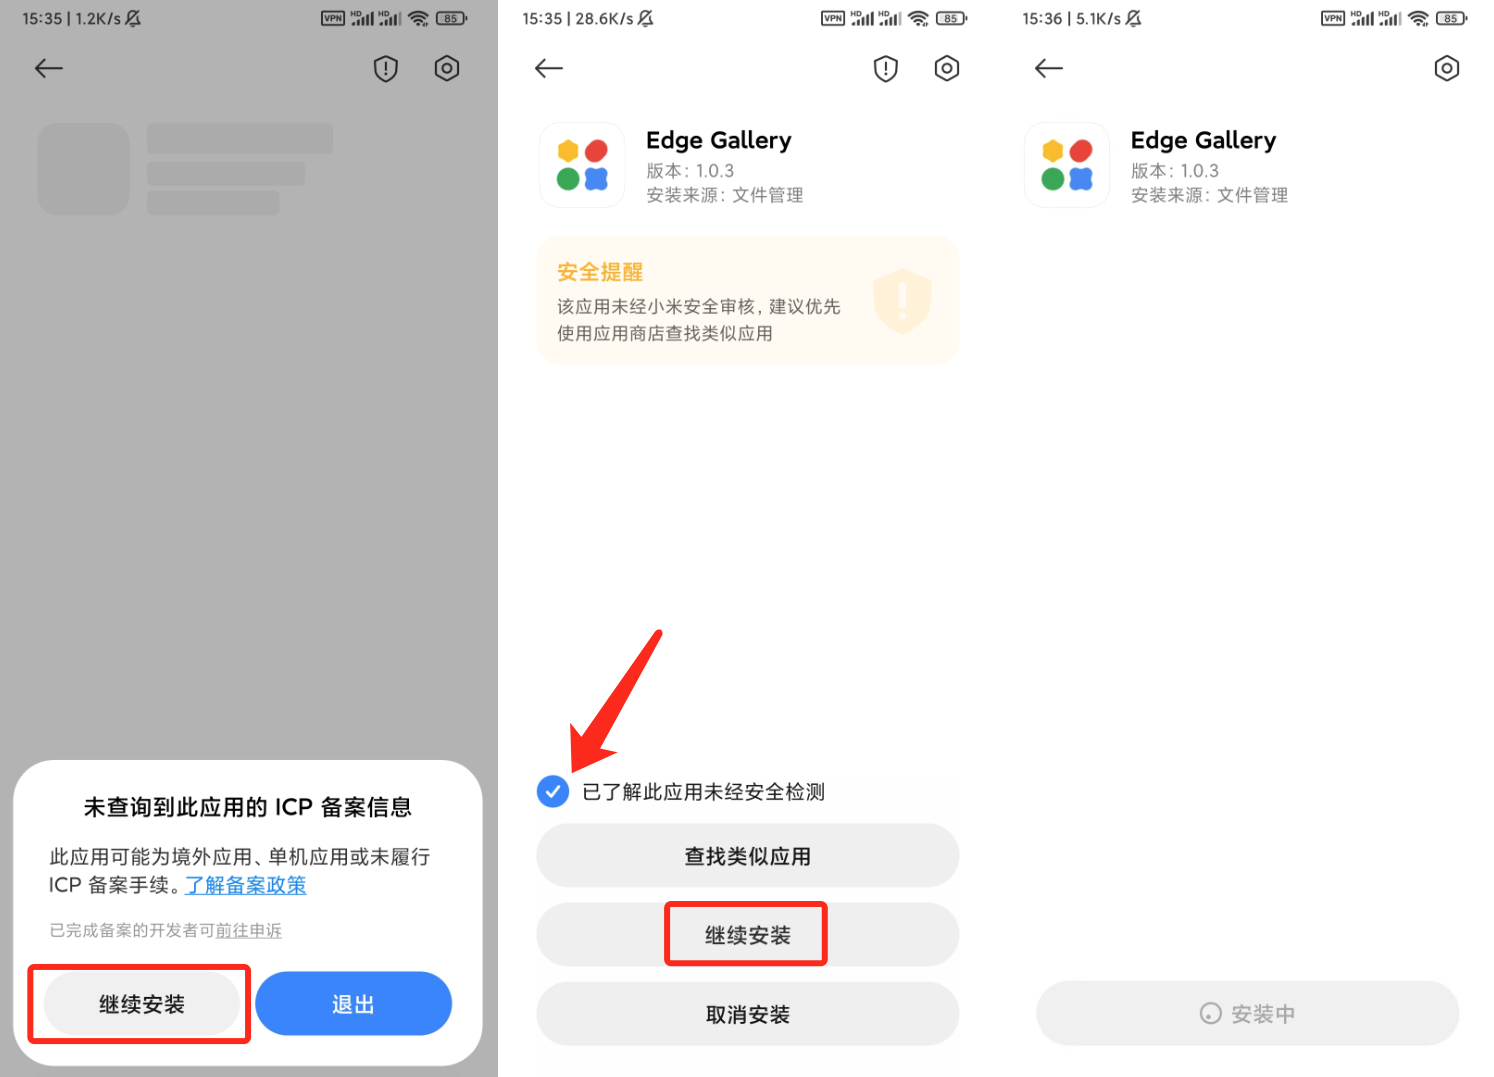 15:35 | 1.2K/s
VPN HD HD 85
未查询到此应用的 ICP 备案信息
此应用可能为境外应用、单机应用或未履行
ICP 备案手续。了解备案政策
已完成备案的开发者可前往申诉
继续安装
退出
15:35 | 28.6K/s
VPN HD HD 85
Edge Gallery
版本：1.0.3
安装来源：文件管理
安全提醒
该应用未经小米安全审核，建议优先
使用应用商店查找类似应用
已了解此应用未经安全检测
查找类似应用
继续安装
取消安装
15:36 | 5.1K/s
VPN HD HD 85
Edge Gallery
版本：1.0.3
安装来源：文件管理
安装中